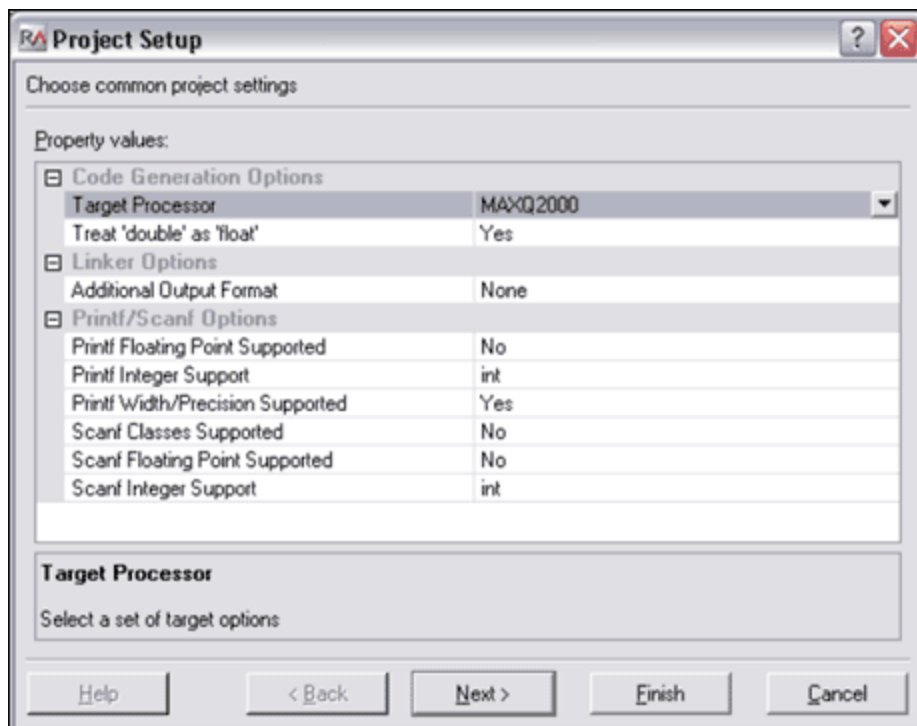 RA Project Setup
Choose common project settings
Property values:
Code Generation Options
Target Processor MAXQ2000
Treat 'double' as 'float' Yes
Linker Options
Additional Output Format None
Printf/Scanf Options
Printf Floating Point Supported No
Printf Integer Support int
Printf Width/Precision Supported Yes
Scanf Classes Supported No
Scanf Floating Point Supported No
Scanf Integer Support int
Target Processor
Select a set of target options
Help < Back Next > Finish Cancel